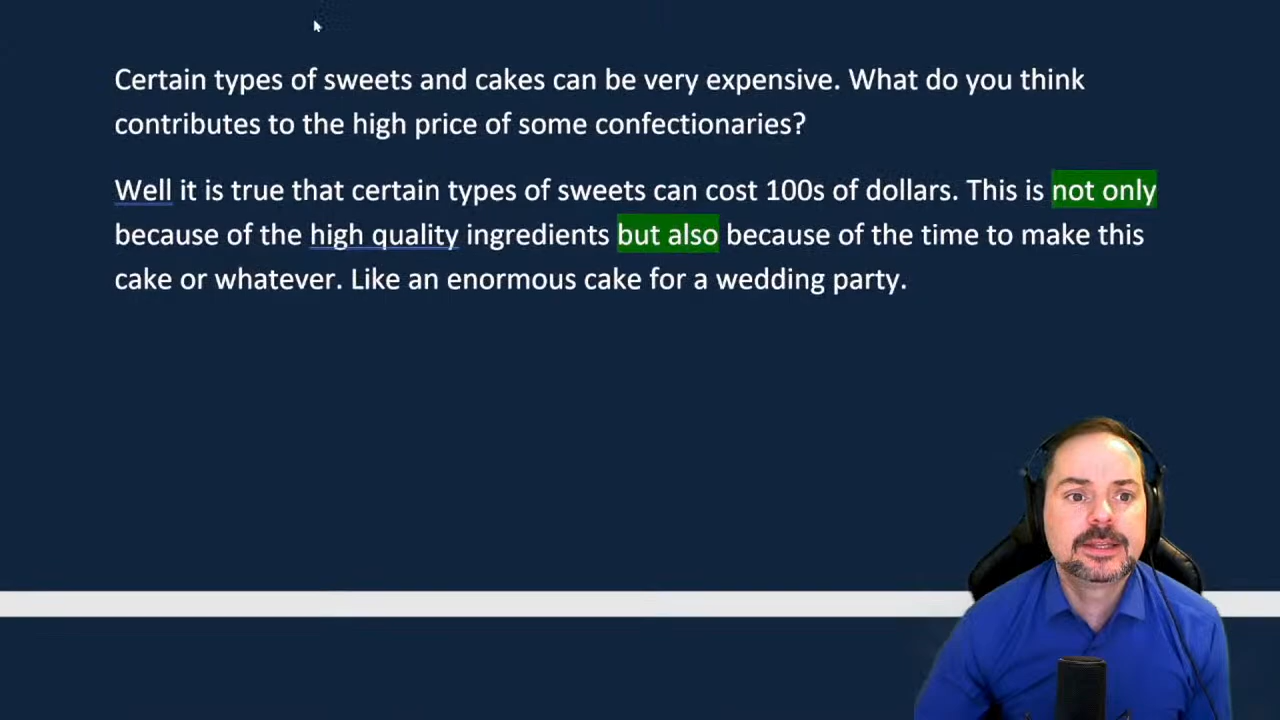 Certain types of sweets and cakes can be very expensive. What do you think
contributes to the high price of some confectionaries?
Well it is true that certain types of sweets can cost 100s of dollars. This is not only
because of the high quality ingredients but also because of the time to make this
cake or whatever. Like an enormous cake for a wedding party.